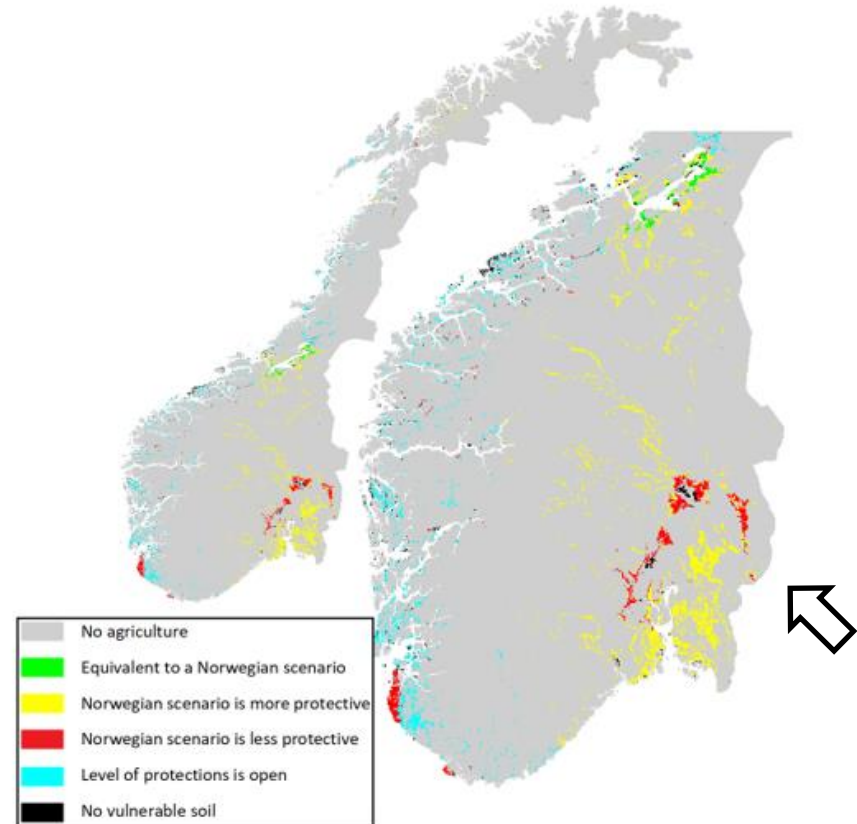 No agriculture
Equivalent to a Norwegian scenario
Norwegian scenario is more protective
Norwegian scenario is less protective
Level of protections is open
No vulnerable soil